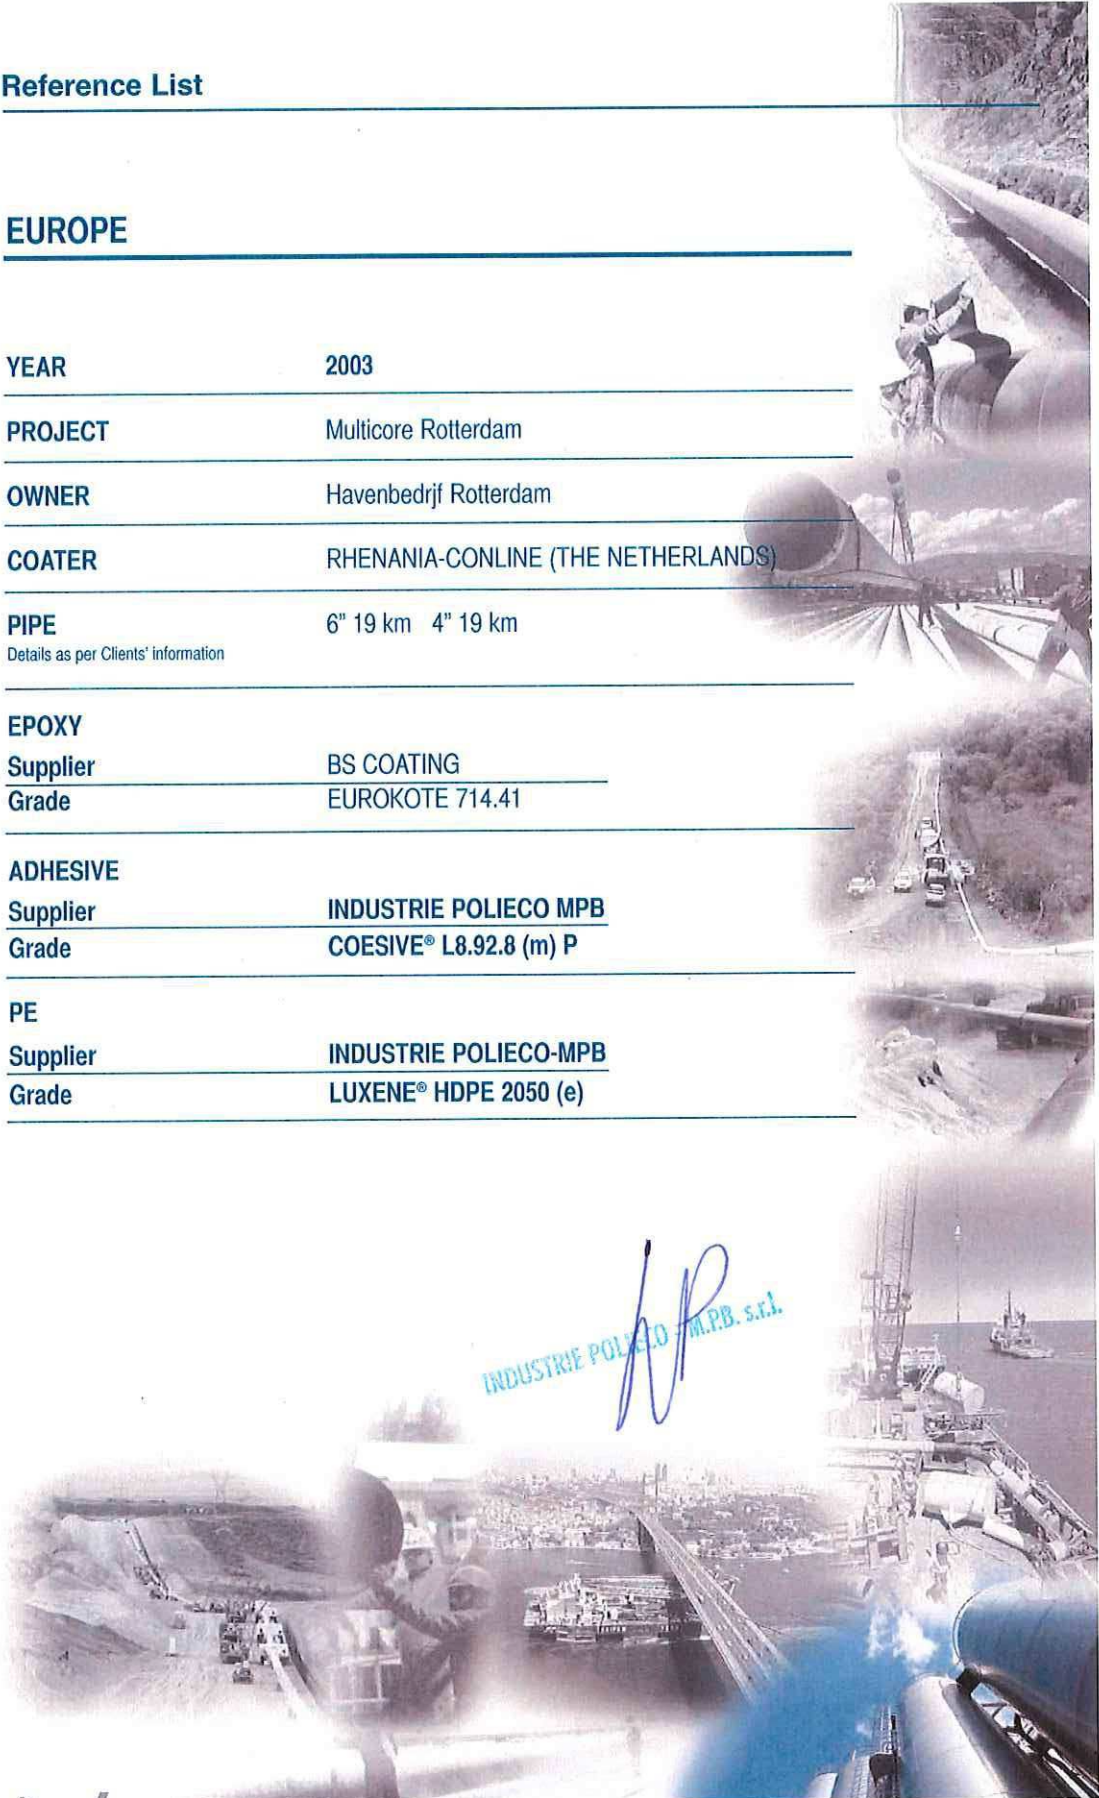 Reference List
EUROPE
YEAR 2003
PROJECT Multicore Rotterdam
OWNER Havenbedrjf Rotterdam
COATER RHENANIA-CONLINE (THE NETHERLANDS)
PIPE 6" 19 km 4" 19 km
Details as per Clients' information
EPOXY
Supplier BS COATING
Grade EUROKOTE 714.41
ADHESIVE
Supplier INDUSTRIE POLIECO MPB
Grade COESIVE® L8.92.8 (m) P
PE
Supplier INDUSTRIE POLIECO-MPB
Grade LUXENE® HDPE 2050 (e)
INDUSTRIE POLIECO - M.P.B. s.r.l.